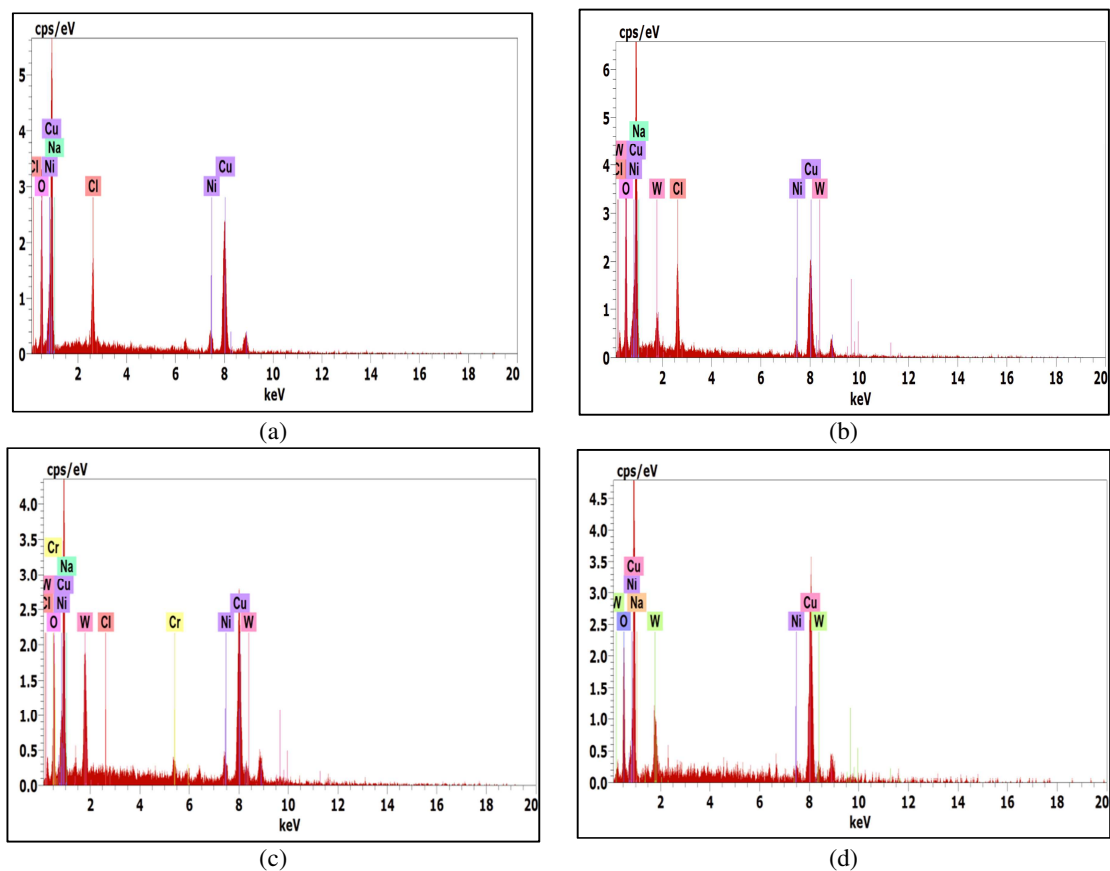 cps/eV
5
4
3
2
1
0
Cu
Na
Cl Ni Cu
O Cl Ni
2 4 6 8 10 12 14 16 18 20
keV
(a)
cps/eV
6
5
4
3
2
1
0
Na
W Cu
Cl Ni Cu
O W Cl Ni W
2 4 6 8 10 12 14 16 18 20
keV
(b)
cps/eV
4.0
3.5
3.0
2.5
2.0
1.5
1.0
0.5
0.0
Cr
Na
W Cu
Cl Ni Cu
O W Cl Cr Ni W
2 4 6 8 10 12 14 16 18 20
keV
(c)
cps/eV
4.5
4.0
3.5
3.0
2.5
2.0
1.5
1.0
0.5
0.0
Cu
Ni
W Na Cu
O W Ni W
2 4 6 8 10 12 14 16 18 20
keV
(d)